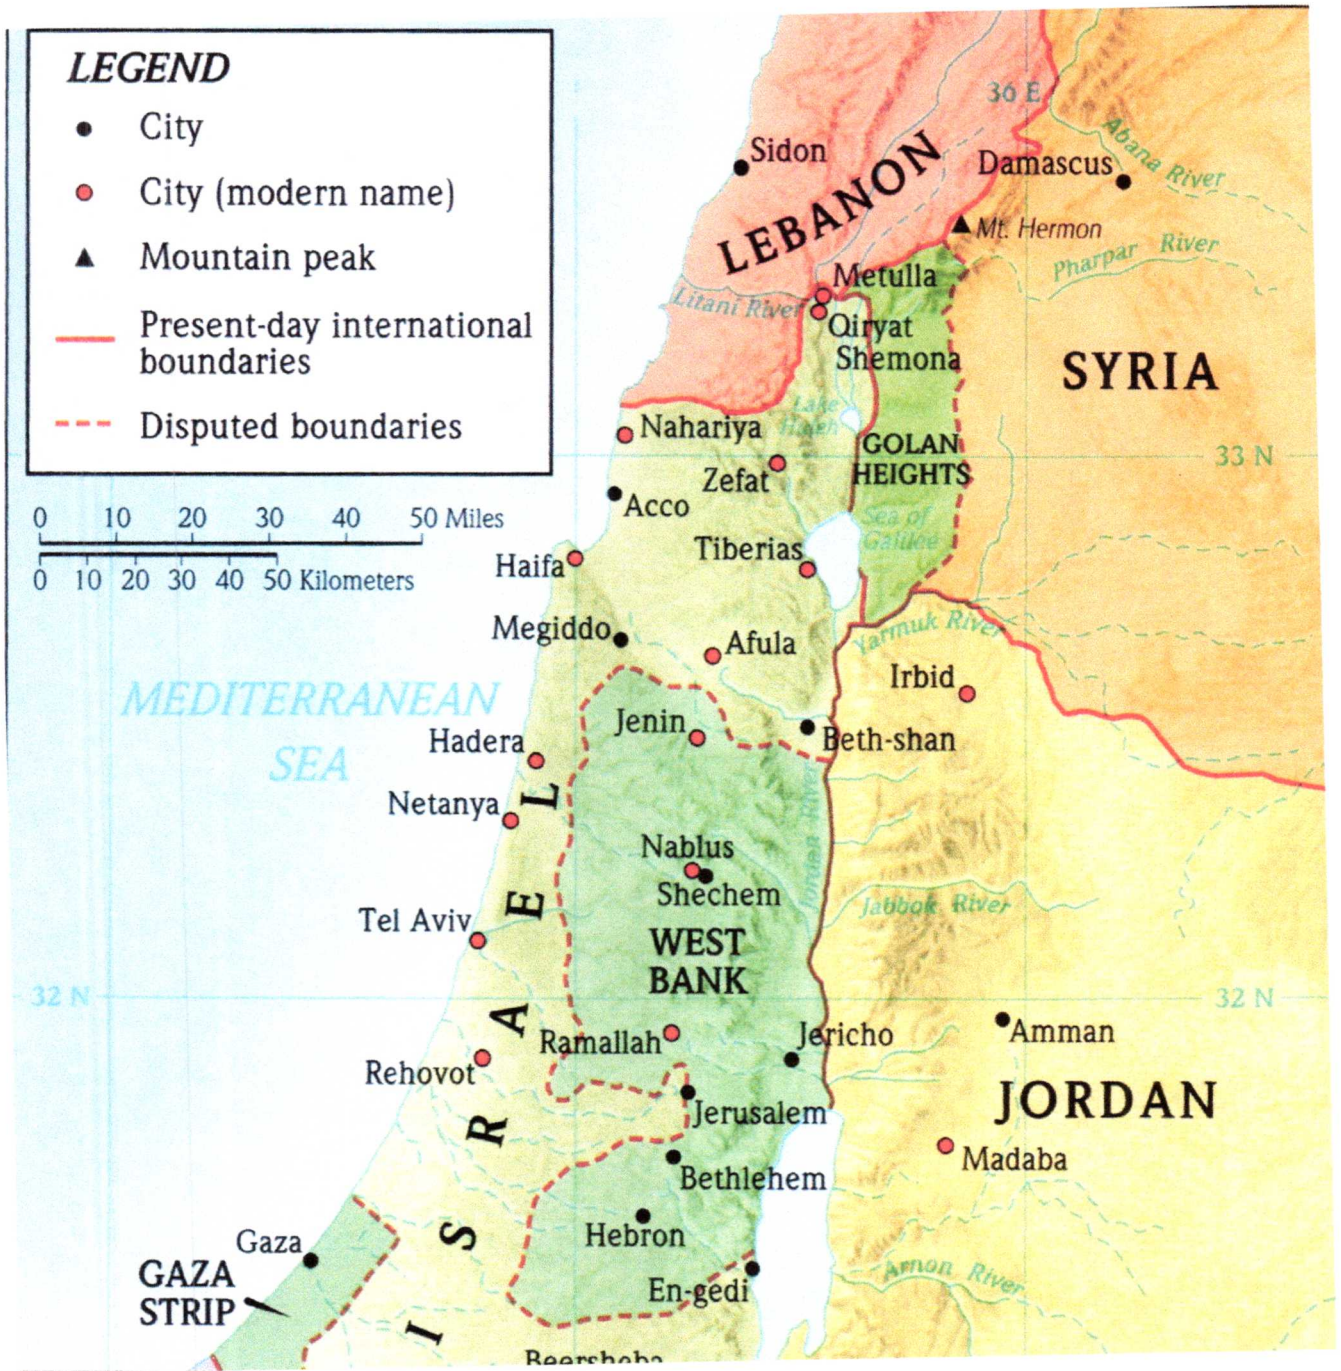 LEGEND
City
City (modern name)
Mountain peak
Present-day international
boundaries
Disputed boundaries
0 10 20 30 40 50 Miles
0 10 20 30 40 50 Kilometers
36 E
Sidon
LEBANON
Damascus
Abana River
Mt. Hermon
Pharpar River
Metulla
Litani River
Qiryat
Shemona
SYRIA
Lake
Huleh
Nahariya
GOLAN
HEIGHTS
33 N
Zefat
Acco
Sea of
Galilee
Tiberias
Haifa
Megiddo
Afula
Yarmuk River
Irbid
MEDITERRANEAN
SEA
Jenin
Hadera
Beth-shan
Netanya
Jordan River
Nablus
Shechem
Jabbok River
Tel Aviv
WEST
BANK
32 N
32 N
ISRAEL
Ramallah
Jericho
Amman
Rehovot
Jerusalem
JORDAN
Bethlehem
Madaba
Hebron
Gaza
GAZA
STRIP
En-gedi
Arnon River
Beersheba